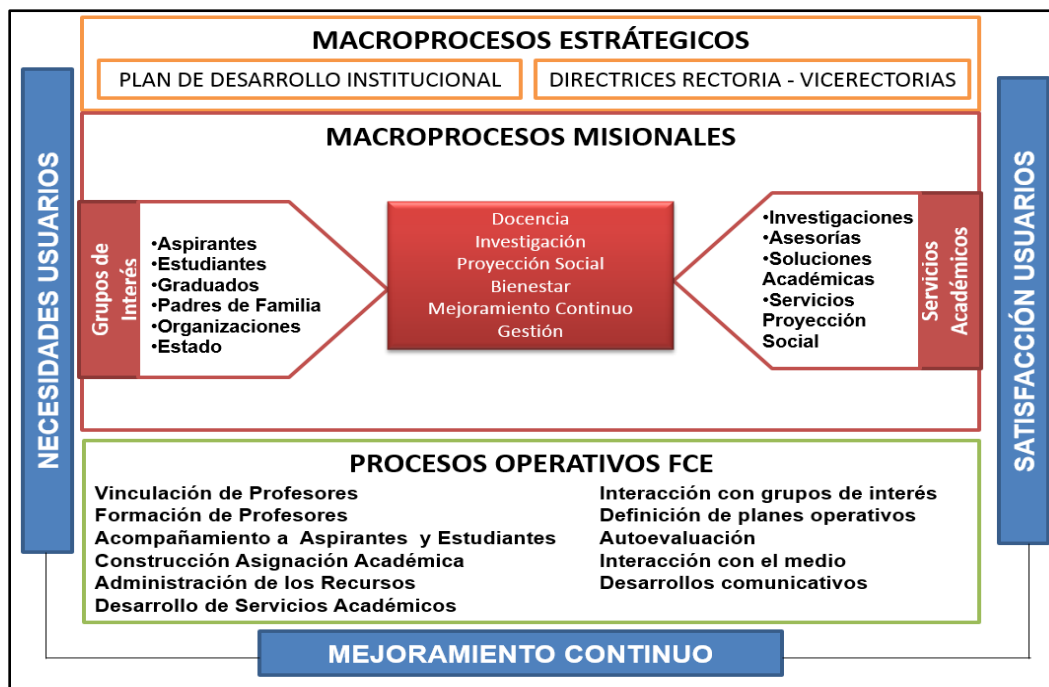 MACROPROCESOS ESTRÁTEGICOS
PLAN DE DESARROLLO INSTITUCIONAL
DIRECTRICES RECTORIA - VICERECTORIAS
NECESIDADES USUARIOS
MACROPROCESOS MISIONALES
Grupos de
Interés
•Aspirantes
•Estudiantes
•Graduados
•Padres de Familia
•Organizaciones
•Estado
Docencia
Investigación
Proyección Social
Bienestar
Mejoramiento Continuo
Gestión
•Investigaciones
•Asesorías
•Soluciones
Académicas
•Servicios
Proyección
Social
Servicios
Académicos
SATISFACCIÓN USUARIOS
PROCESOS OPERATIVOS FCE
Vinculación de Profesores
Formación de Profesores
Acompañamiento a Aspirantes y Estudiantes
Construcción Asignación Académica
Administración de los Recursos
Desarrollo de Servicios Académicos
Interacción con grupos de interés
Definición de planes operativos
Autoevaluación
Interacción con el medio
Desarrollos comunicativos
MEJORAMIENTO CONTINUO